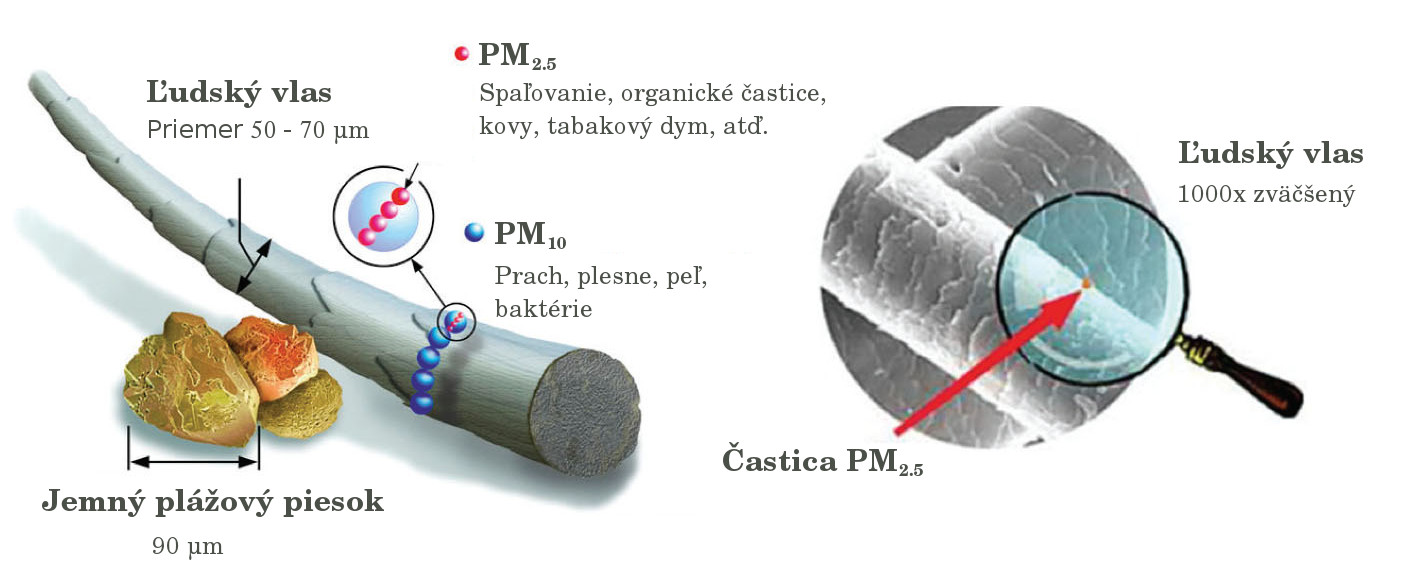 PM2.5
Spaľovanie, organické častice,
kovy, tabakový dym, atď.
Ľudský vlas
Priemer 50 - 70 µm
PM10
Prach, plesne, peľ,
baktérie
Jemný plážový piesok
90 µm
Ľudský vlas
1000x zväčšený
Častica PM2.5